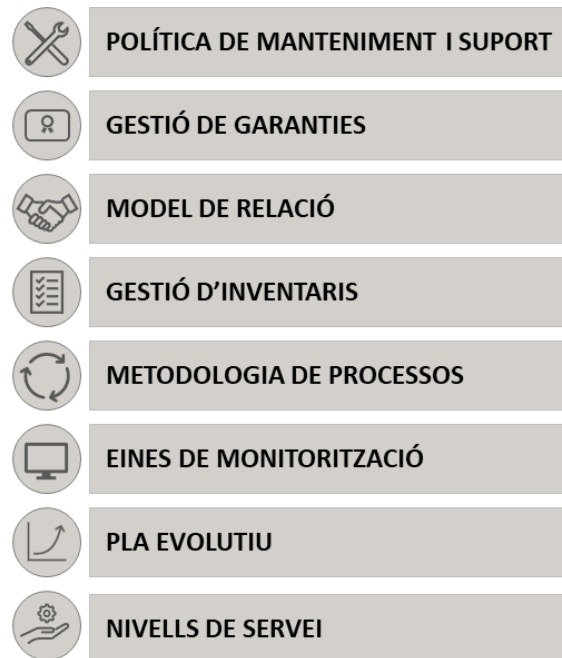 POLÍTICA DE MANTENIMENT I SUPORT
GESTIÓ DE GARANTIES
MODEL DE RELACIÓ
GESTIÓ D’INVENTARIS
METODOLOGIA DE PROCESSOS
EINES DE MONITORITZACIÓ
PLA EVOLUTIU
NIVELLS DE SERVEI